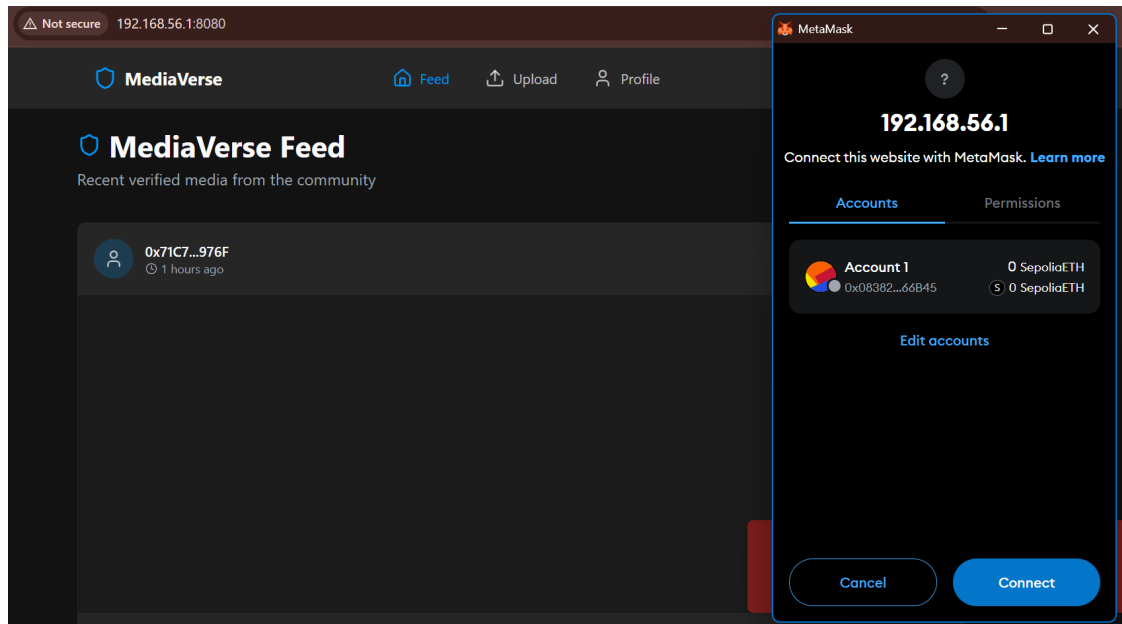 Not secure 192.168.56.1:8080
MediaVerse
Feed Upload Profile
MediaVerse Feed
Recent verified media from the community
0x71C7...976F
1 hours ago
MetaMask
?
192.168.56.1
Connect this website with MetaMask. Learn more
Accounts Permissions
Account 1 0 SepoliaETH
0x08382...66B45 S 0 SepoliaETH
Edit accounts
Cancel Connect